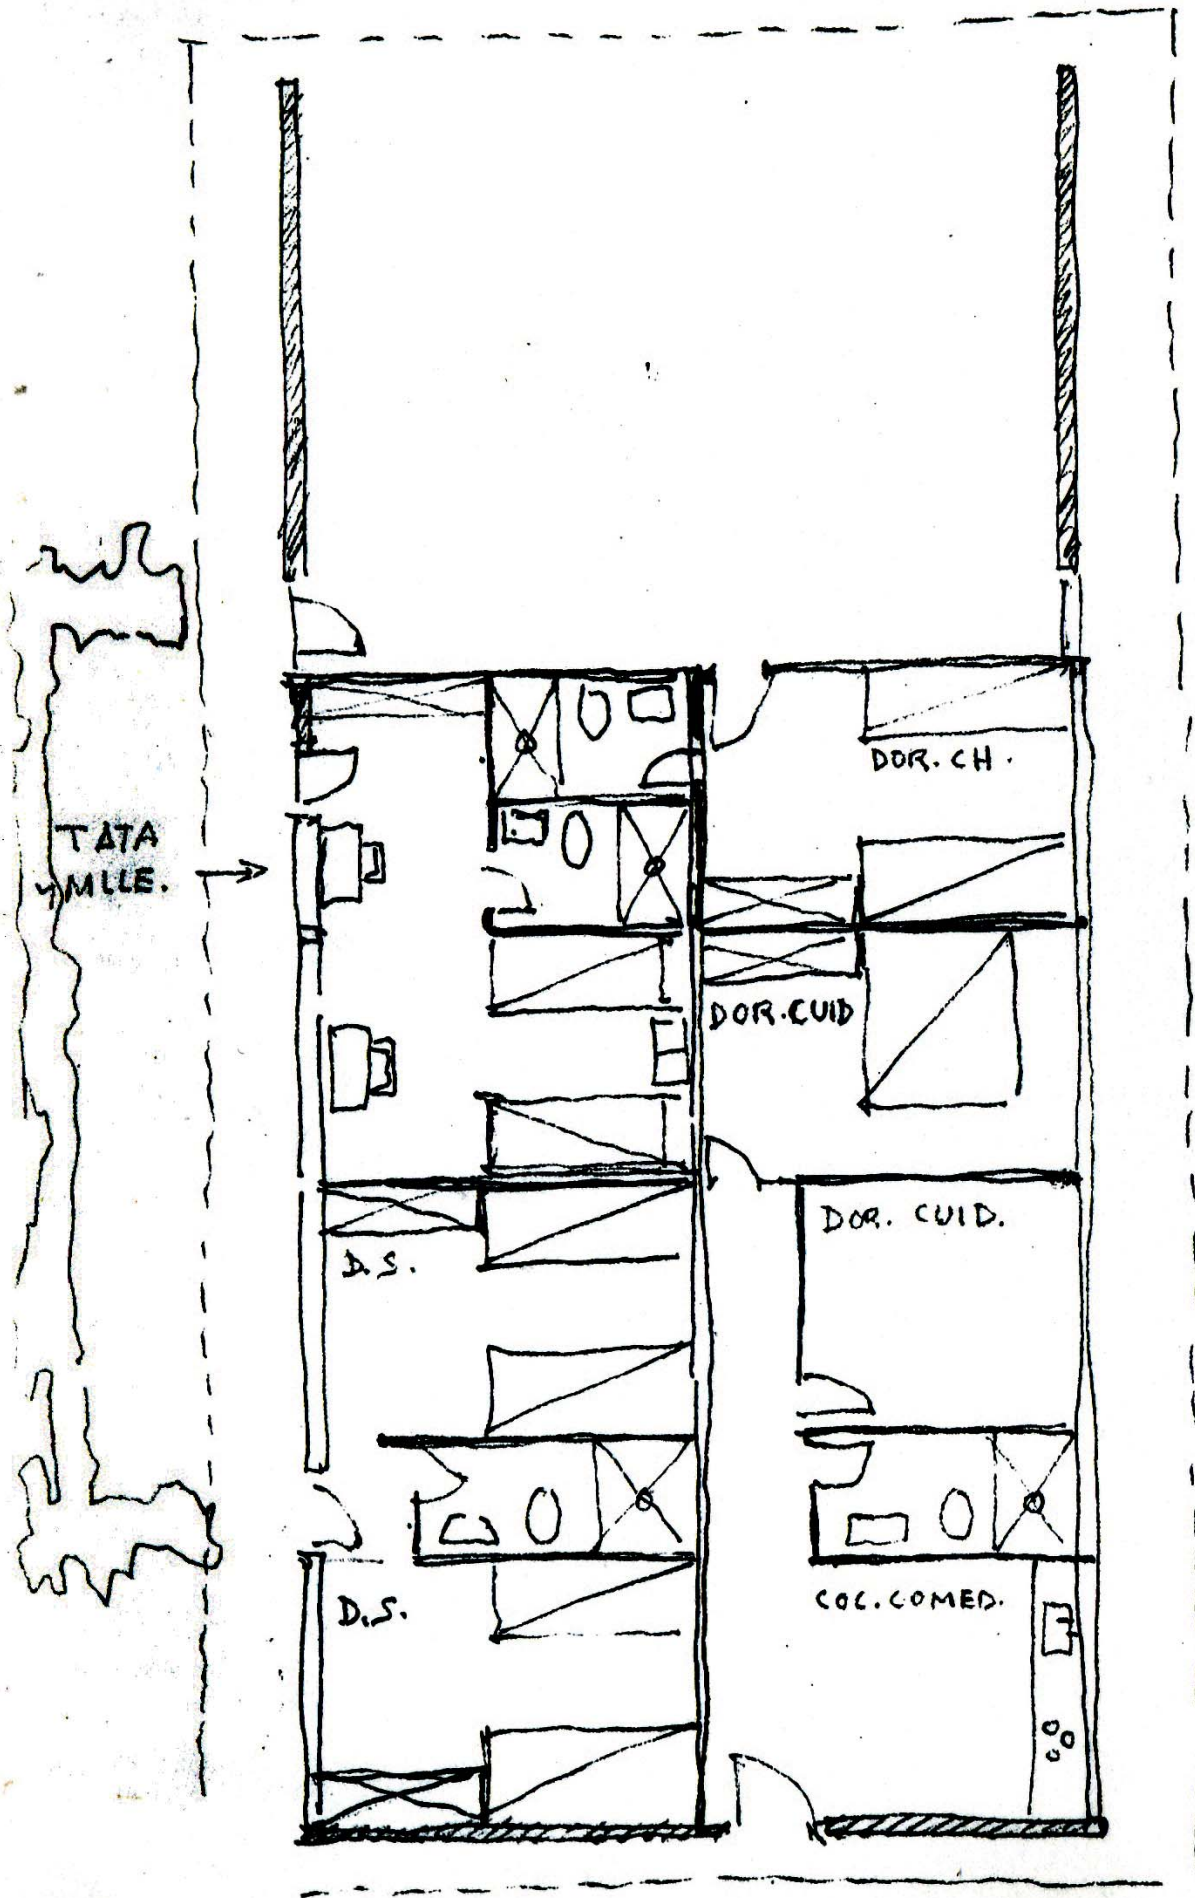 DOR. CH.
TATA
Y MLLE.
DOR. CUID
DOR. CUID.
D.S.
D.S.
COC. COMED.